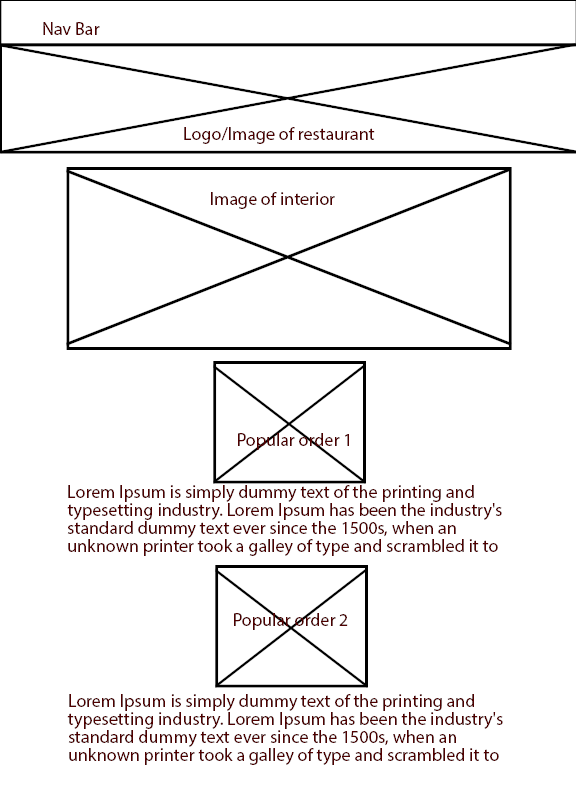 Nav Bar
Logo/Image of restaurant
Image of interior
Popular order 1
Lorem Ipsum is simply dummy text of the printing and
typesetting industry. Lorem Ipsum has been the industry's
standard dummy text ever since the 1500s, when an
unknown printer took a galley of type and scrambled it to
Popular order 2
Lorem Ipsum is simply dummy text of the printing and
typesetting industry. Lorem Ipsum has been the industry's
standard dummy text ever since the 1500s, when an
unknown printer took a galley of type and scrambled it to